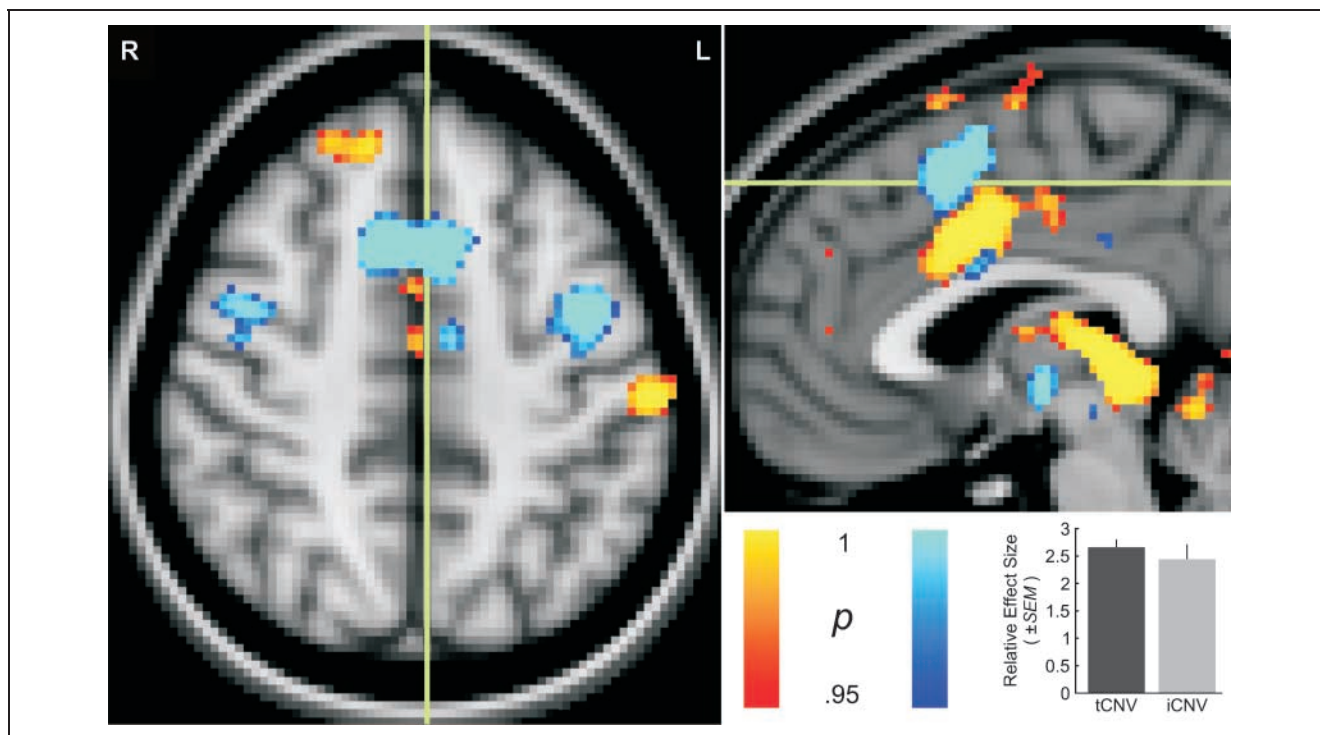 R
L
1
p
.95
Relative Effect Size
( ±SEM)
3
2.5
2
1.5
1
0.5
0
tCNV
iCNV